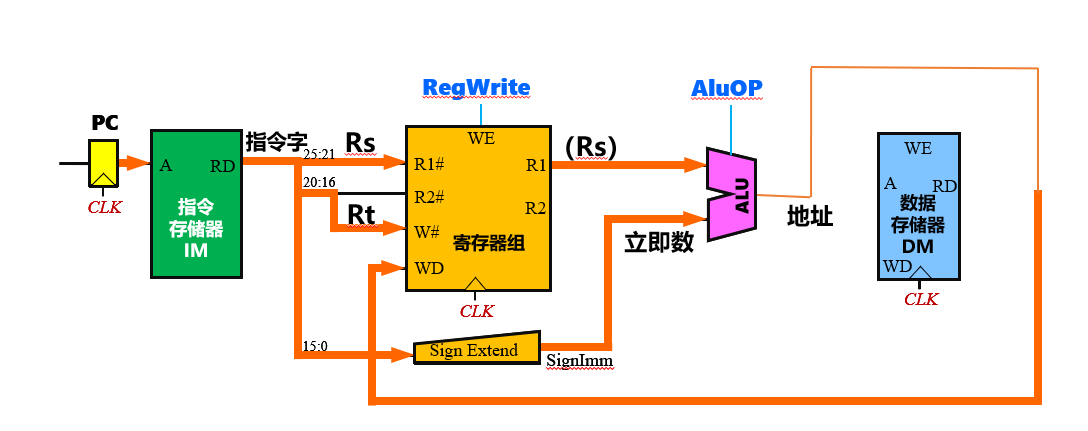 RegWrite
AluOP
PC
指令字
25:21
Rs
WE
(Rs)
WE
A
RD
R1#
R1
20:16
R2#
R2
ALU
A
RD
CLK
指令
存储器
IM
Rt
W#
寄存器组
立即数
地址
数据
存储器
DM
WD
WD
CLK
CLK
15:0
Sign Extend
SignImm